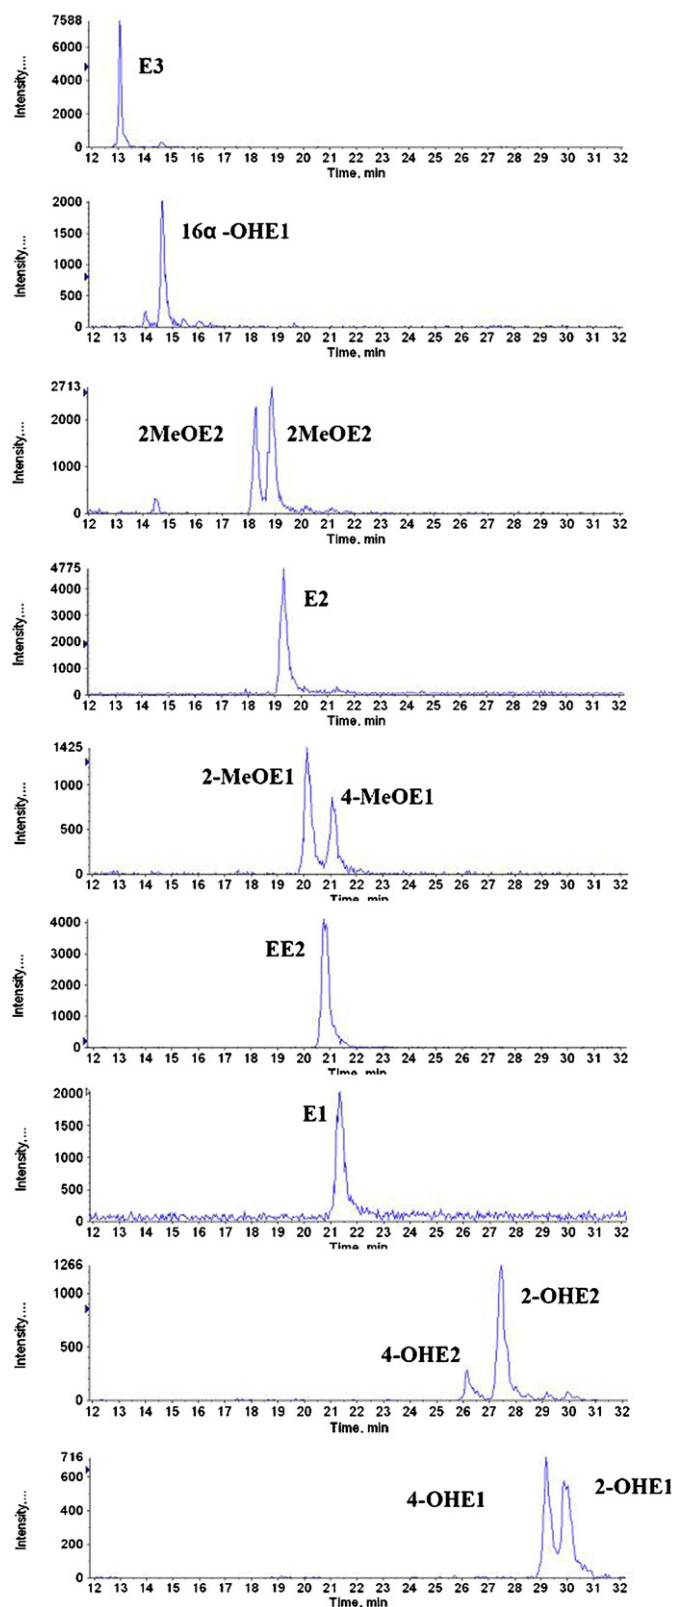 7588
6000
4000
2000
0
Intensity,...
E3
12 13 14 15 16 17 18 19 20 21 22 23 24 25 26 27 28 29 30 31 32
Time, min
2000
1500
1000
500
0
Intensity,...
16α -OHE1
12 13 14 15 16 17 18 19 20 21 22 23 24 25 26 27 28 29 30 31 32
Time, min
2713
2000
1000
0
Intensity,...
2MeOE2 2MeOE2
12 13 14 15 16 17 18 19 20 21 22 23 24 25 26 27 28 29 30 31 32
Time, min
4775
4000
3000
2000
1000
0
Intensity,...
E2
12 13 14 15 16 17 18 19 20 21 22 23 24 25 26 27 28 29 30 31 32
Time, min
1425
1000
500
0
Intensity,...
2-MeOE1
4-MeOE1
12 13 14 15 16 17 18 19 20 21 22 23 24 25 26 27 28 29 30 31 32
Time, min
4000
3000
2000
1000
0
Intensity,...
EE2
12 13 14 15 16 17 18 19 20 21 22 23 24 25 26 27 28 29 30 31 32
Time, min
2000
1500
1000
500
0
Intensity,...
E1
12 13 14 15 16 17 18 19 20 21 22 23 24 25 26 27 28 29 30 31 32
Time, min
1266
1000
500
0
Intensity,...
2-OHE2
4-OHE2
12 13 14 15 16 17 18 19 20 21 22 23 24 25 26 27 28 29 30 31 32
Time, min
716
600
400
200
0
Intensity,...
2-OHE1
4-OHE1
12 13 14 15 16 17 18 19 20 21 22 23 24 25 26 27 28 29 30 31 32
Time, min